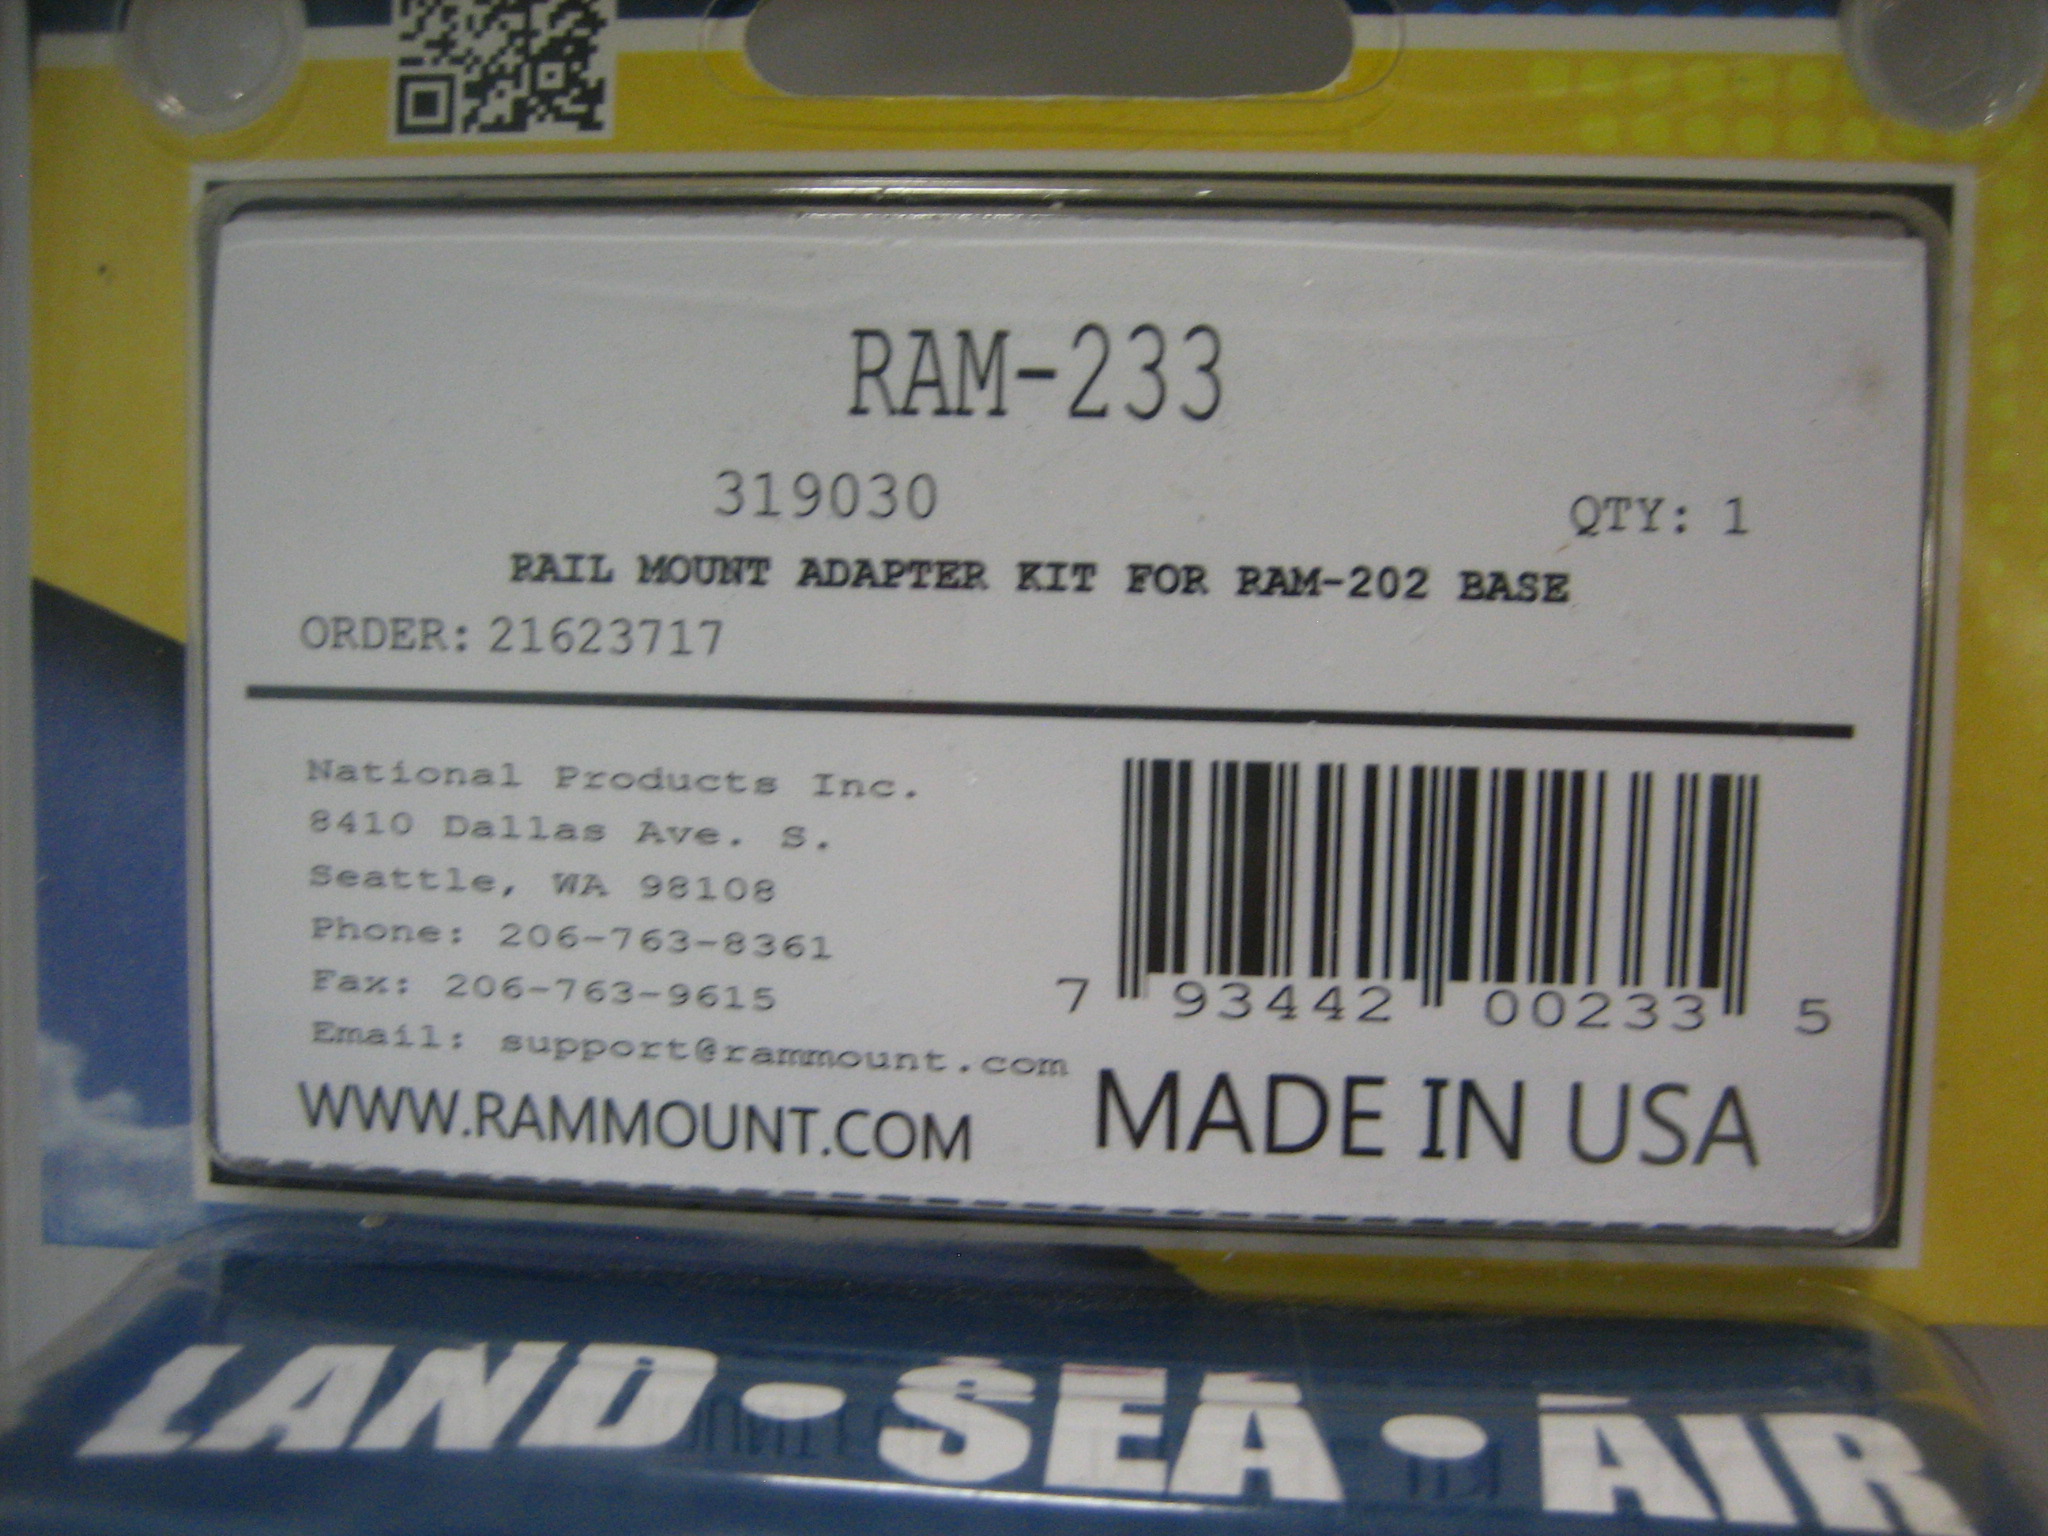 RAM-233
319030
QTY: 1
RAIL MOUNT ADAPTER KIT FOR RAM-202 BASE
ORDER: 21623717
National Products Inc.
8410 Dallas Ave. S.
Seattle, WA 98108
Phone: 206-763-8361
Fax: 206-763-9615
Email: support@rammount.com
WWW.RAMMOUNT.COM
7 93442 00233 5
MADE IN USA
LAND • SEA • AIR